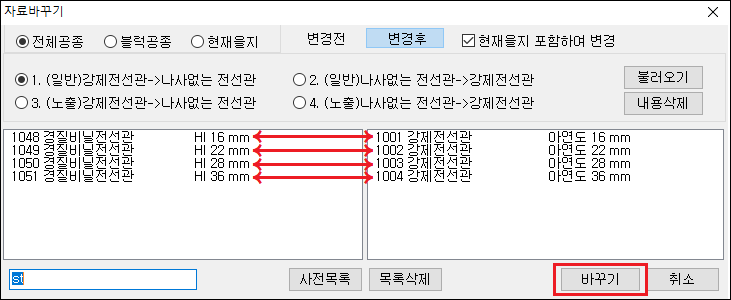 자료바꾸기
전체공종 블럭공종 현재을지 변경전 변경후 현재을지 포함하여 변경
1. (일반)강제전선관->나사없는 전선관 2. (일반)나사없는 전선관->강제전선관 불러오기
3. (노출)강제전선관->나사없는 전선관 4. (노출)나사없는 전선관->강제전선관 내용삭제
1048 경질비닐전선관 HI 16 mm 1001 강제전선관 아연도 16 mm
1049 경질비닐전선관 HI 22 mm 1002 강제전선관 아연도 22 mm
1050 경질비닐전선관 HI 28 mm 1003 강제전선관 아연도 28 mm
1051 경질비닐전선관 HI 36 mm 1004 강제전선관 아연도 36 mm
st 사전목록 목록삭제 바꾸기 취소